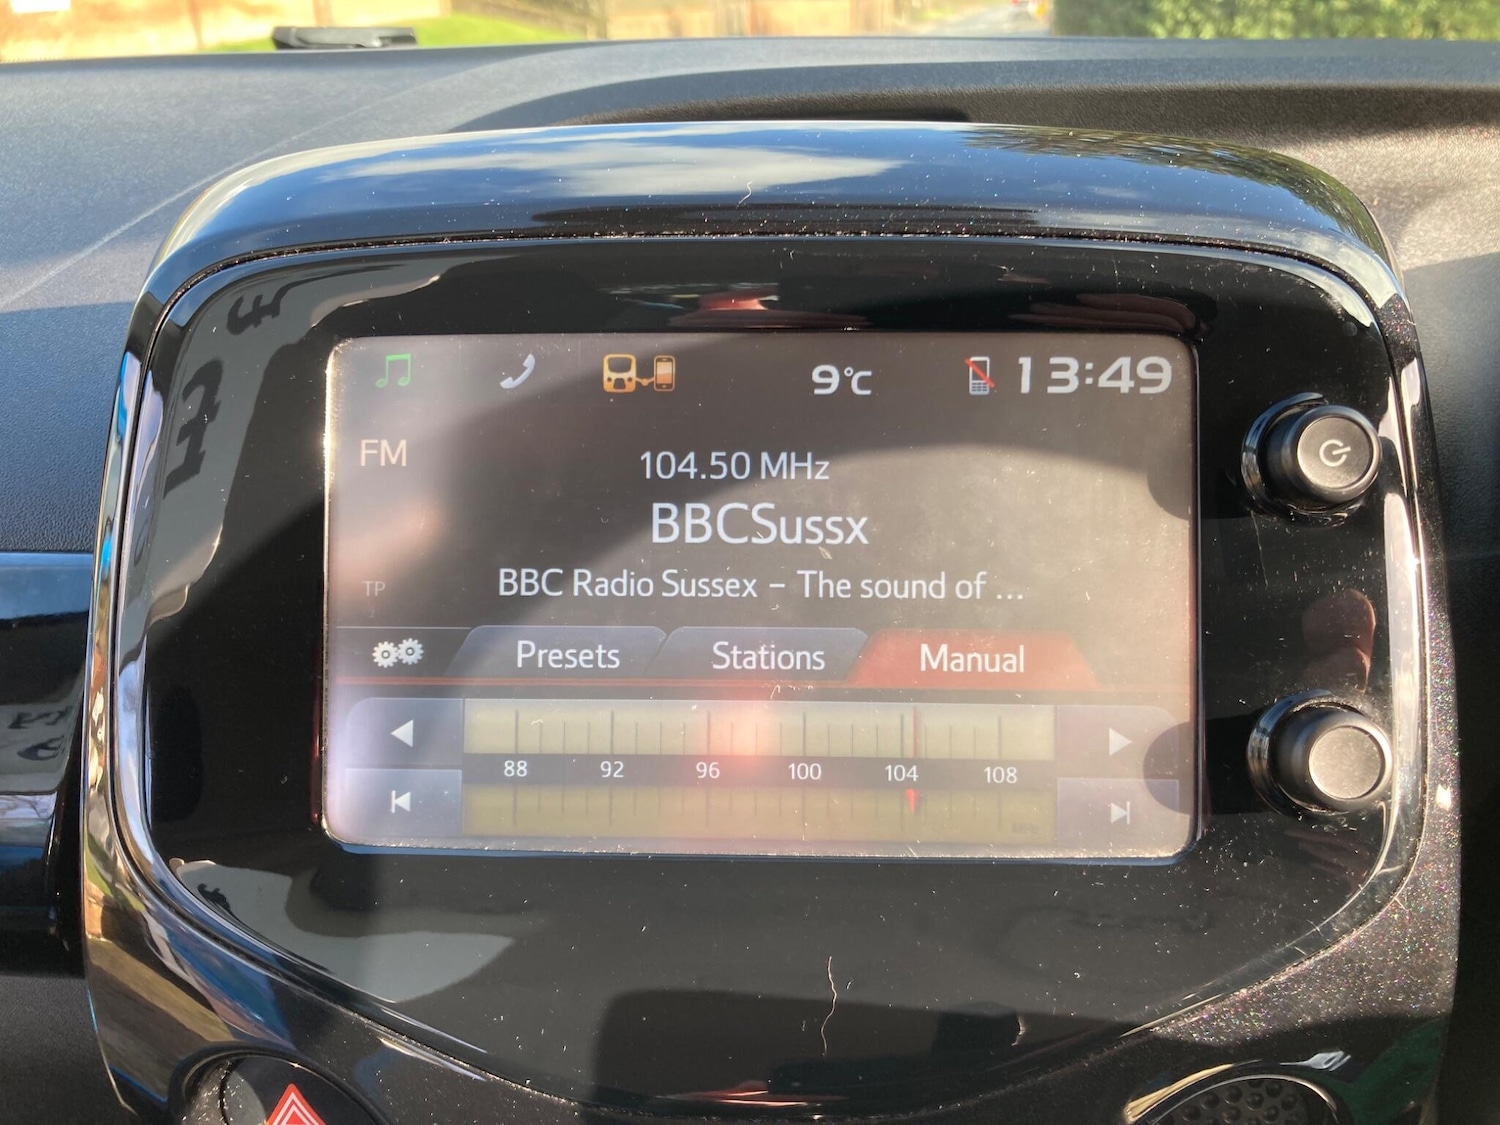 9°C 13:49
FM
104.50 MHz
BBCSussx
BBC Radio Sussex – The sound of ...
TP
Presets Stations Manual
88 92 96 100 104 108